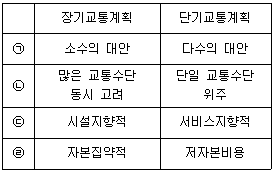 장기교통계획 단기교통계획
㉠ 소수의 대안 다수의 대안
㉡ 많은 교통수단 동시 고려 단일 교통수단 위주
㉢ 시설지향적 서비스지향적
㉣ 자본집약적 저자본비용